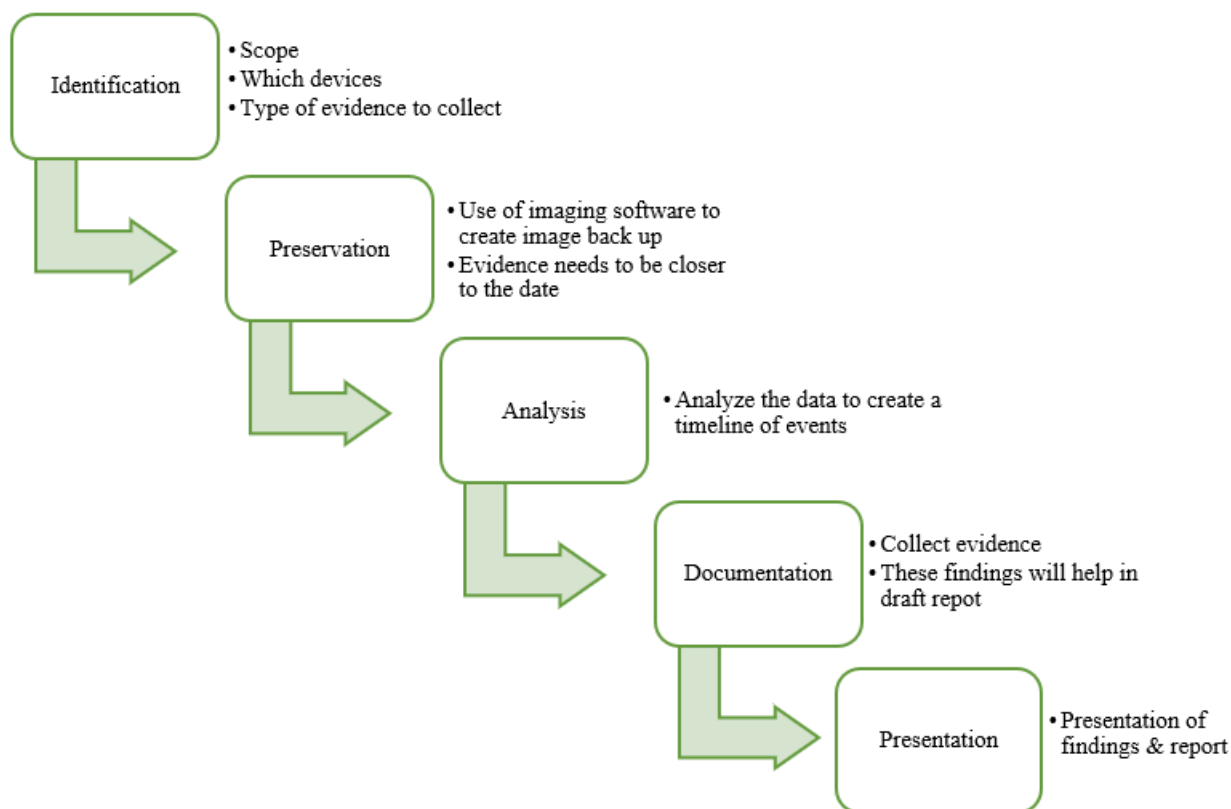 Identification
• Scope
• Which devices
• Type of evidence to collect
Preservation
• Use of imaging software to
create image back up
• Evidence needs to be closer
to the date
Analysis
• Analyze the data to create a
timeline of events
Documentation
• Collect evidence
• These findings will help in
draft repot
Presentation
• Presentation of
findings & report